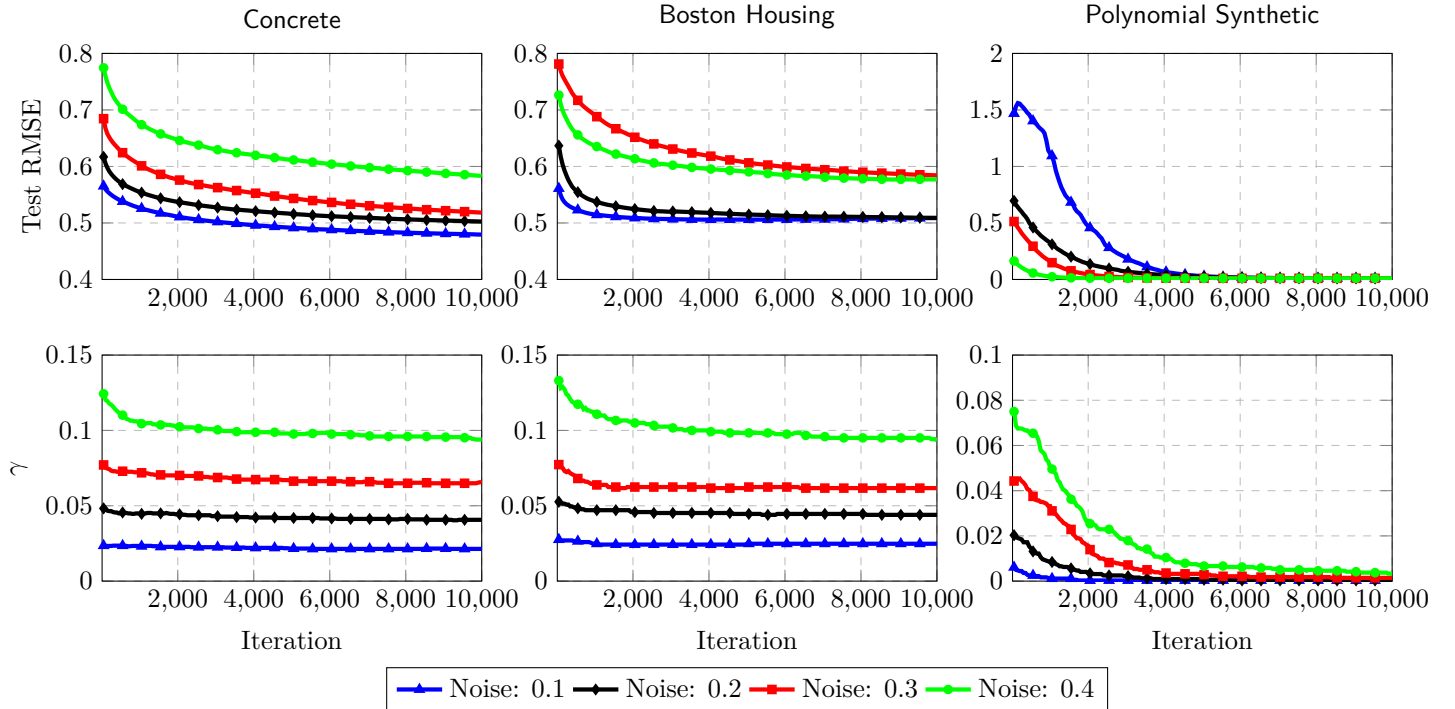 Concrete
Boston Housing
Polynomial Synthetic
Test RMSE
0.8
0.7
0.6
0.5
0.4
2,000 4,000 6,000 8,000 10,000
0.8
0.7
0.6
0.5
0.4
2,000 4,000 6,000 8,000 10,000
2
1.5
1
0.5
0
2,000 4,000 6,000 8,000 10,000
γ
0.15
0.1
0.05
0
2,000 4,000 6,000 8,000 10,000
Iteration
0.15
0.1
0.05
0
2,000 4,000 6,000 8,000 10,000
Iteration
0.1
0.08
0.06
0.04
0.02
0
2,000 4,000 6,000 8,000 10,000
Iteration
Noise: 0.1 Noise: 0.2 Noise: 0.3 Noise: 0.4